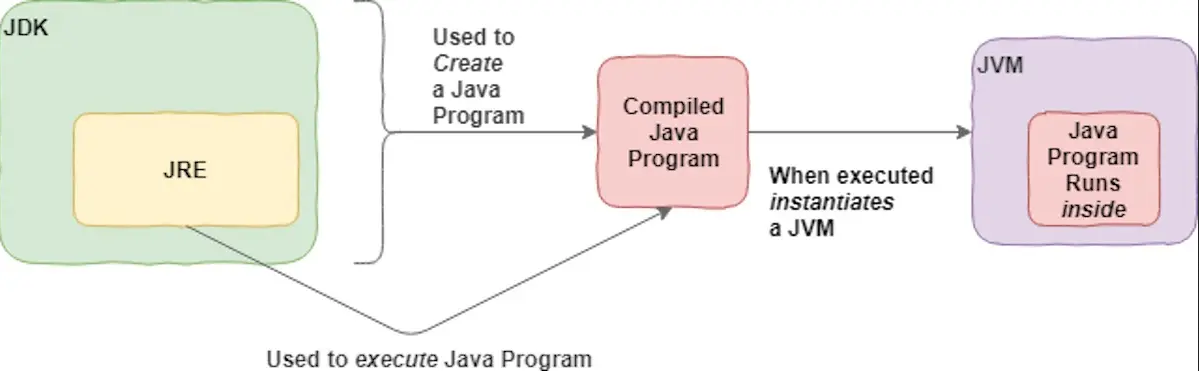 JDK
JRE
Used to
Create
a Java
Program
Compiled
Java
Program
When executed
instantiates
a JVM
JVM
Java
Program
Runs
inside
Used to execute Java Program